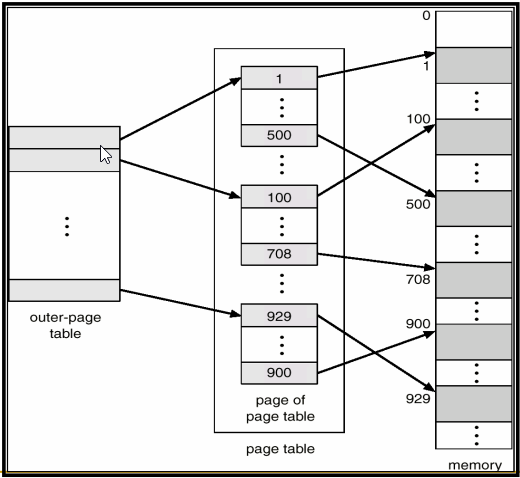 outer-page
table
1
500
100
708
929
900
page of
page table
page table
0
1
100
500
708
900
929
memory